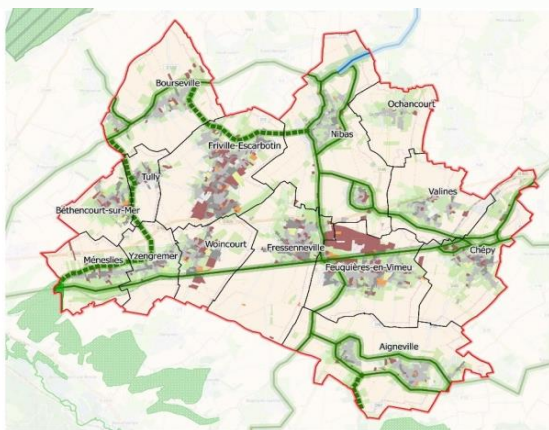 Bourseville
Ochancourt
Nibas
Friville-Escarbotin
Tully
Valines
Béthencourt-sur-Mer
Woincourt
Fressenneville
Chépy
Yzengremer
Méneslies
Feuquières-en-Vimeu
Aigneville